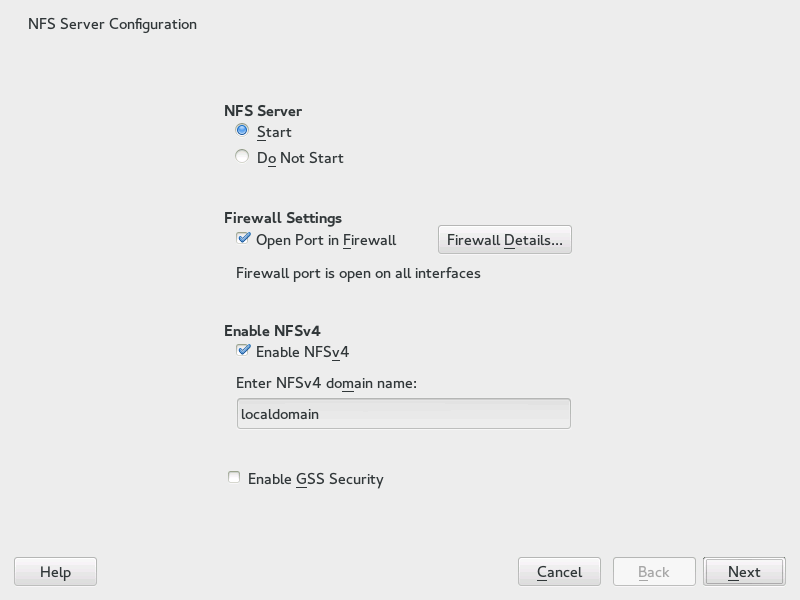 NFS Server Configuration
NFS Server
Start
Do Not Start
Firewall Settings
Open Port in Firewall
Firewall Details...
Firewall port is open on all interfaces
Enable NFSv4
Enable NFSv4
Enter NFSv4 domain name:
localdomain
Enable GSS Security
Help
Cancel
Back
Next